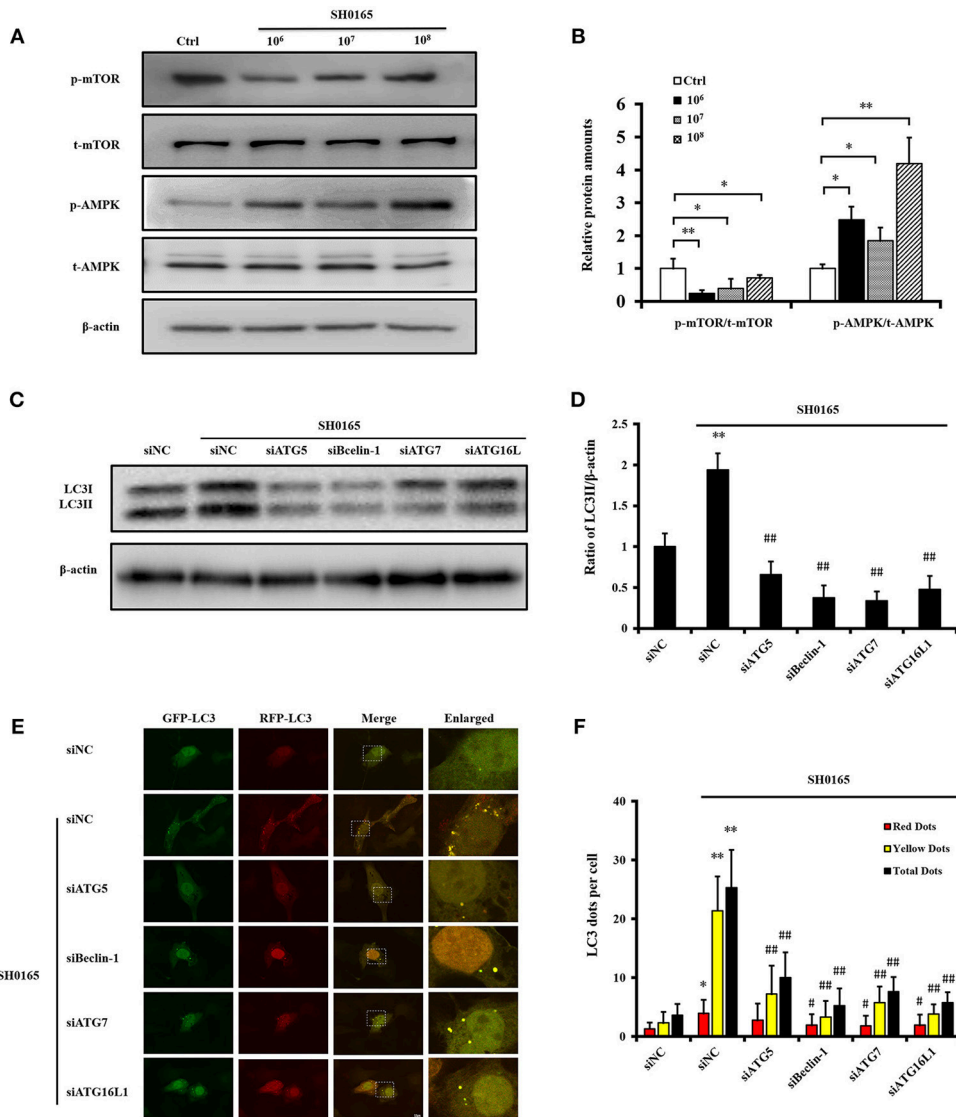 A
SH0165
Ctrl 10⁶ 10⁷ 10⁸
p-mTOR
t-mTOR
p-AMPK
t-AMPK
β-actin
B
Ctrl
10⁶
10⁷
10⁸
Relative protein amounts
6
5
4
3
2
1
0
** * *
* * **
p-mTOR/t-mTOR p-AMPK/t-AMPK
C
SH0165
siNC siNC siATG5 siBcelin-1 siATG7 siATG16L
LC3I
LC3II
β-actin
D
SH0165
Ratio of LC3II/β-actin
2.5
2
1.5
1
0.5
0
** ## ## ## ##
siNC siNC siATG5 siBeclin-1 siATG7 siATG16L1
E
GFP-LC3 RFP-LC3 Merge Enlarged
siNC
siNC
siATG5
siBeclin-1
siATG7
siATG16L1
SH0165
F
SH0165
LC3 dots per cell
40
30
20
10
0
Red Dots
Yellow Dots
Total Dots
* ** ** ## ## # ## ## # ## ## # ## ##
siNC siNC siATG5 siBeclin-1 siATG7 siATG16L1